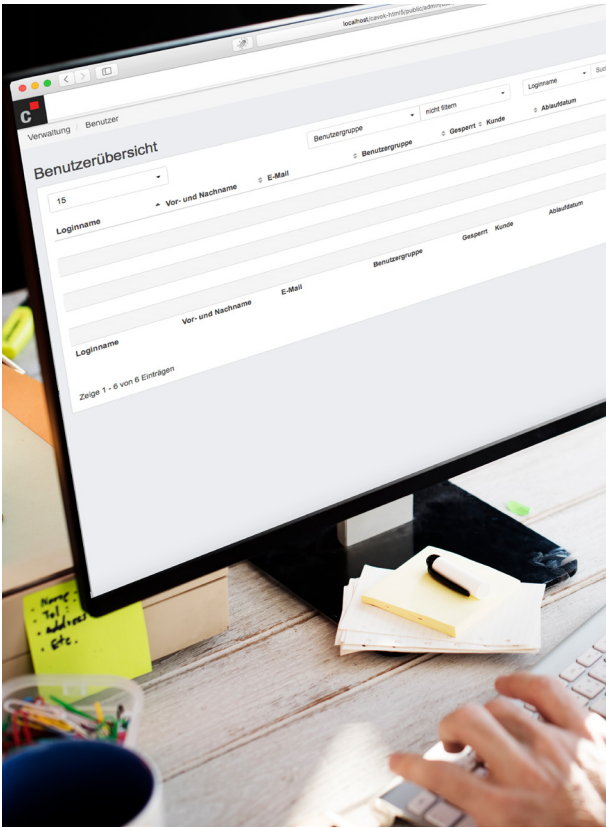 localhost/cavok-html5/public/admin/
C
Verwaltung / Benutzer
Benutzerübersicht
Benutzergruppe
nicht filtern
Loginname
15
Loginname
Vor- und Nachname
E-Mail
Benutzergruppe
Gesperrt
Kunde
Ablaufdatum
Loginname
Vor- und Nachname
E-Mail
Benutzergruppe
Gesperrt
Kunde
Ablaufdatum
Zeige 1 - 6 von 6 Einträgen
- Name -
- Tel :
- Address
- Etc.